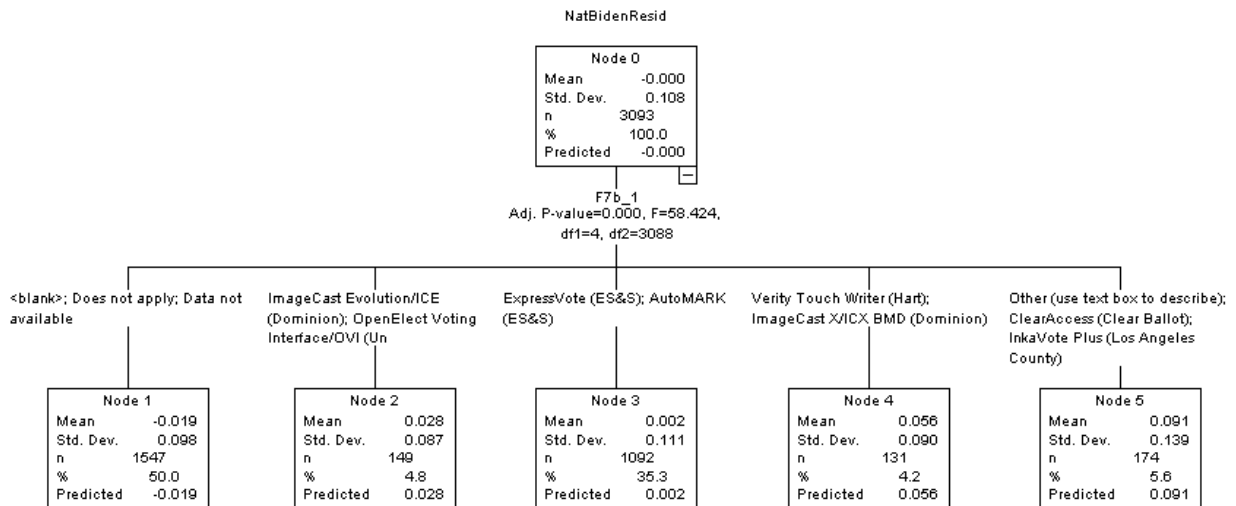 NatBidenResid
Node 0
Mean -0.000
Std. Dev. 0.108
n 3093
% 100.0
Predicted -0.000
F7b_1
Adj. P-value=0.000, F=58.424,
df1=4, df2=3088
<blank>; Does not apply; Data not
available
ImageCast Evolution/ICE
(Dominion); OpenElect Voting
Interface/OVI (Un
ExpressVote (ES&S); AutoMARK
(ES&S)
Verity Touch Writer (Hart);
ImageCast X/ICX BMD (Dominion)
Other (use text box to describe);
ClearAccess (Clear Ballot);
InkaVote Plus (Los Angeles
County)
Node 1
Mean -0.019
Std. Dev. 0.098
n 1547
% 50.0
Predicted -0.019
Node 2
Mean 0.028
Std. Dev. 0.087
n 149
% 4.8
Predicted 0.028
Node 3
Mean 0.002
Std. Dev. 0.111
n 1092
% 35.3
Predicted 0.002
Node 4
Mean 0.056
Std. Dev. 0.090
n 131
% 4.2
Predicted 0.056
Node 5
Mean 0.091
Std. Dev. 0.139
n 174
% 5.6
Predicted 0.091